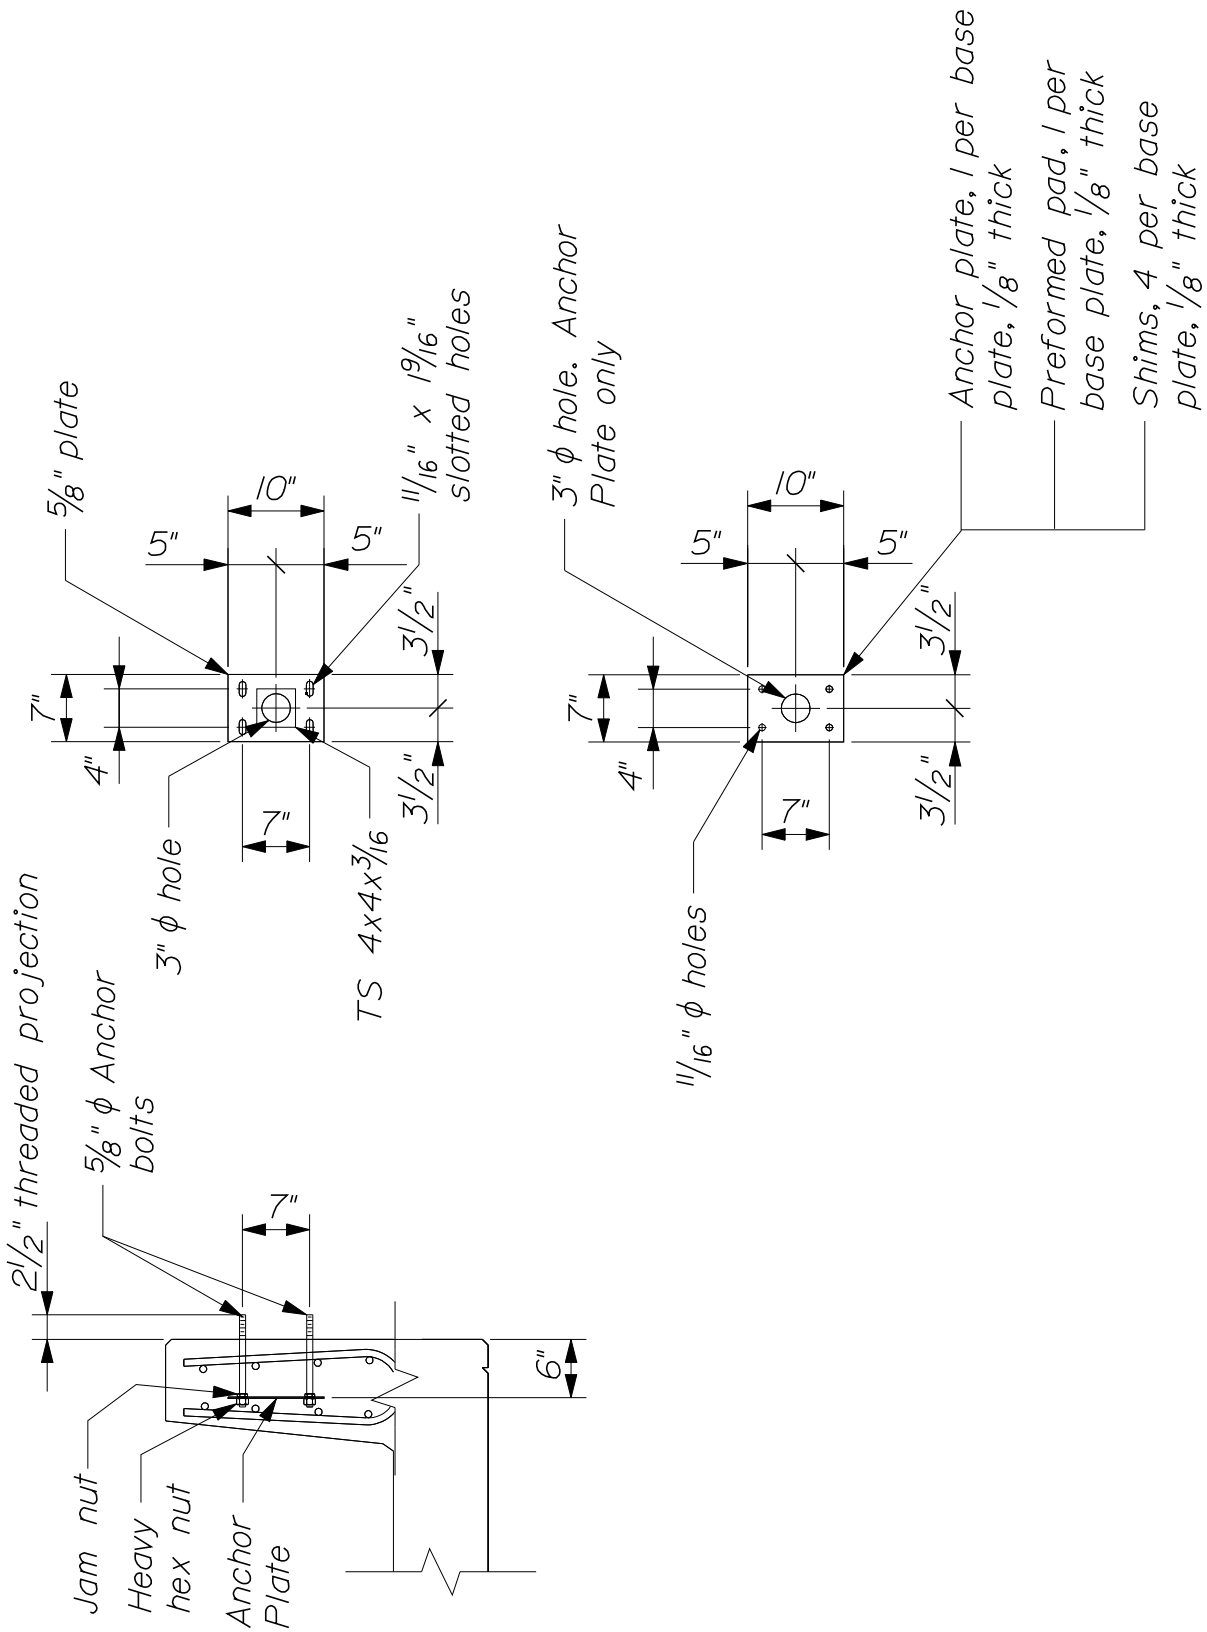 2 1/2" threaded projection
5/8" ϕ Anchor
bolts
7"
6"
Jam nut
Heavy
hex nut
Anchor
Plate
5/8" plate
10"
5"
5"
11/16" x 1 9/16"
slotted holes
7"
4"
3 1/2"
3 1/2"
7"
3" ϕ hole
TS 4x4x3/16
3" ϕ hole. Anchor
Plate only
10"
5"
5"
7"
4"
3 1/2"
3 1/2"
7"
11/16" ϕ holes
Anchor plate, 1 per base
plate, 1/8" thick
Preformed pad, 1 per
base plate, 1/8" thick
Shims, 4 per base
plate, 1/8" thick